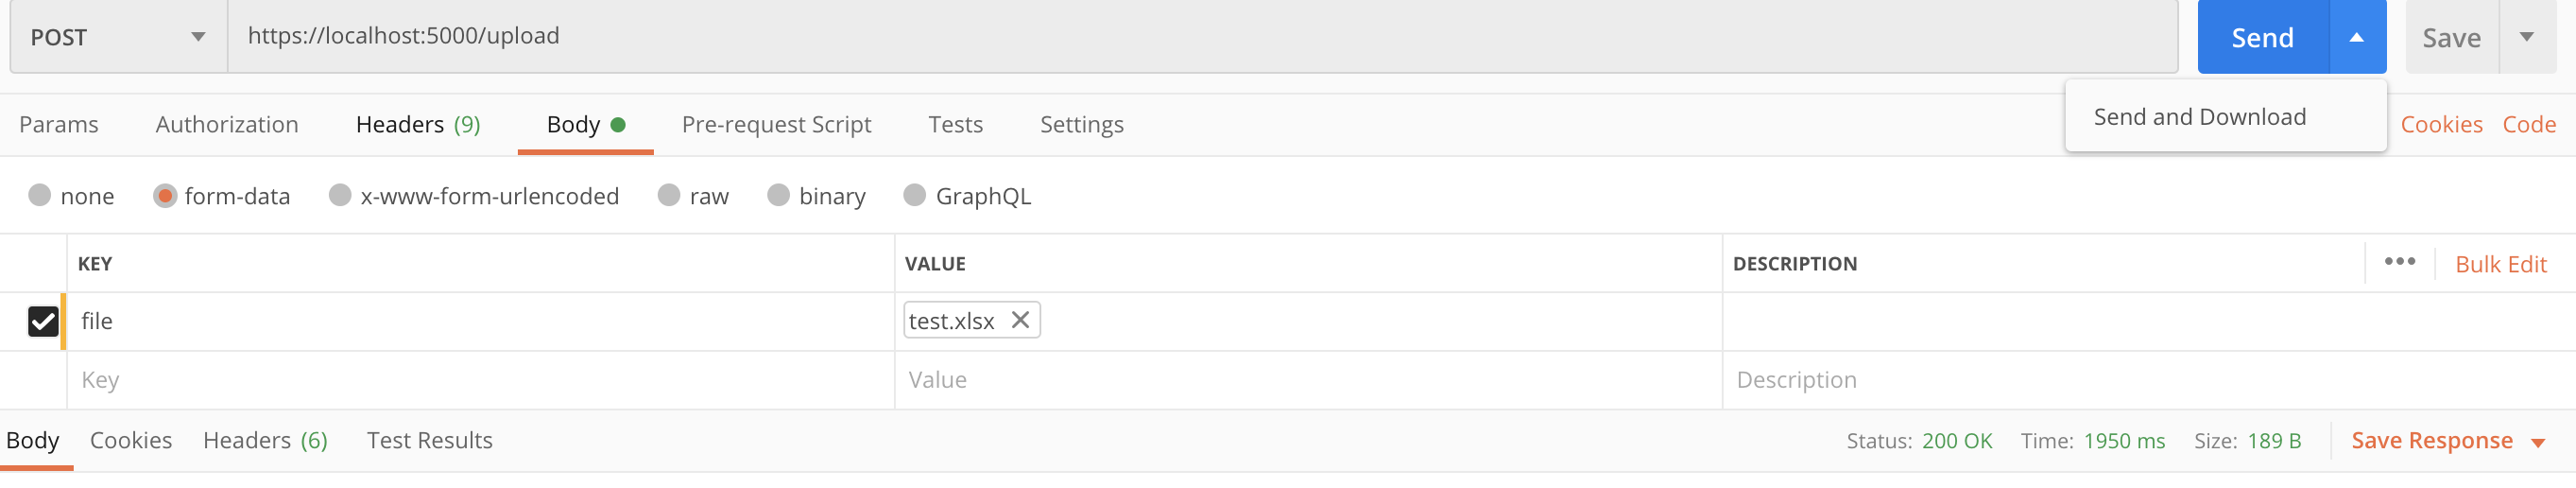 POST https://localhost:5000/upload Send Save
Send and Download
Params Authorization Headers (9) Body Pre-request Script Tests Settings Cookies Code
none form-data x-www-form-urlencoded raw binary GraphQL
KEY VALUE DESCRIPTION ••• Bulk Edit
file test.xlsx
Key Value Description
Body Cookies Headers (6) Test Results Status: 200 OK Time: 1950 ms Size: 189 B Save Response